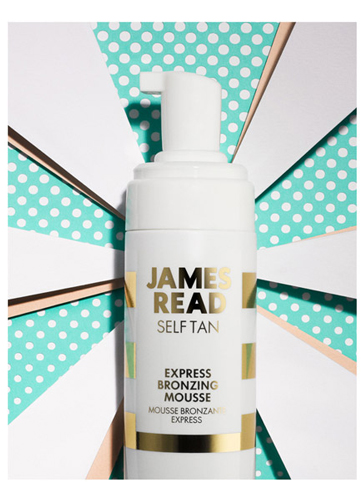 JAMES
READ
SELF TAN
EXPRESS
BRONZING
MOUSSE
MOUSSE BRONZANTE
EXPRESS